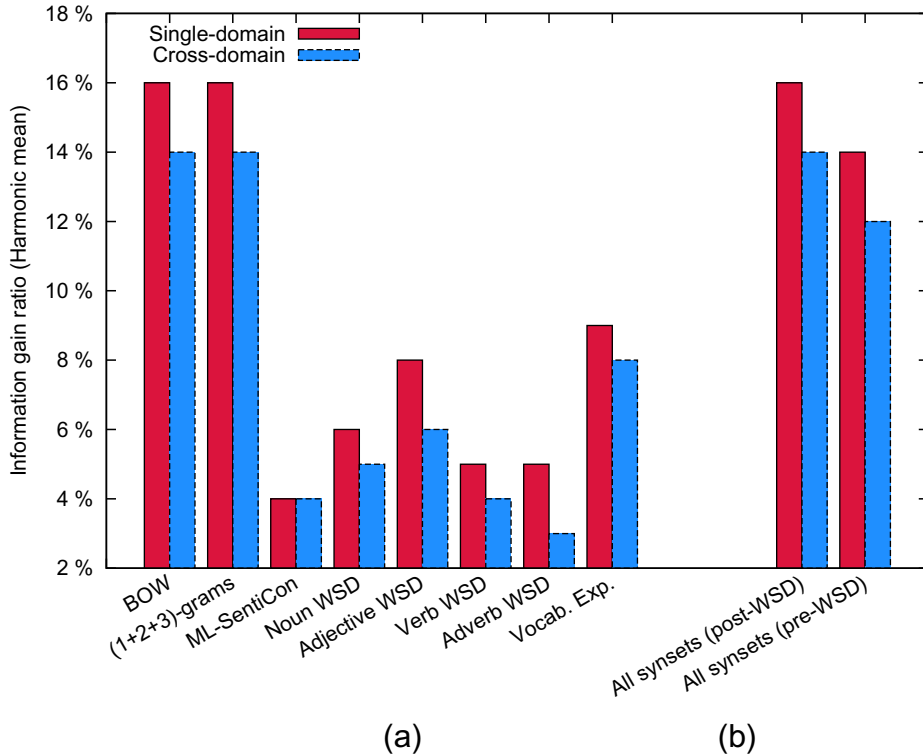 18 %
16 %
14 %
12 %
10 %
8 %
6 %
4 %
2 %
Information gain ratio (Harmonic mean)
Single-domain
Cross-domain
BOW
(1+2+3)-grams
ML-SentiCon
Noun WSD
Adjective WSD
Verb WSD
Adverb WSD
Vocab. Exp.
All synsets (post-WSD)
All synsets (pre-WSD)
(a)
(b)